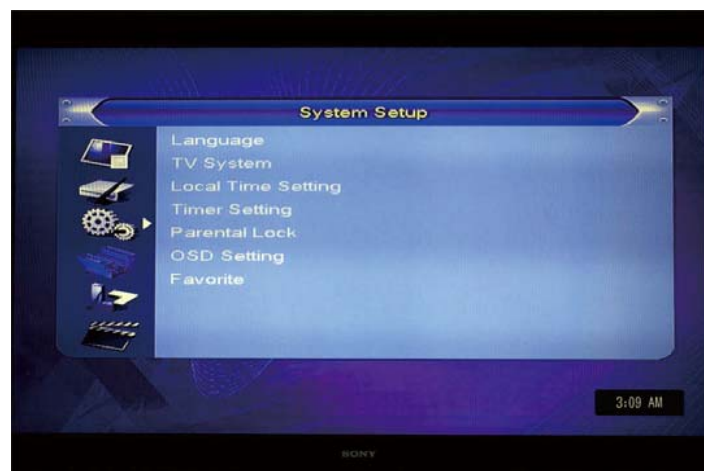 System Setup
Language
TV System
Local Time Setting
Timer Setting
Parental Lock
OSD Setting
Favorite
3:09 AM
SONY